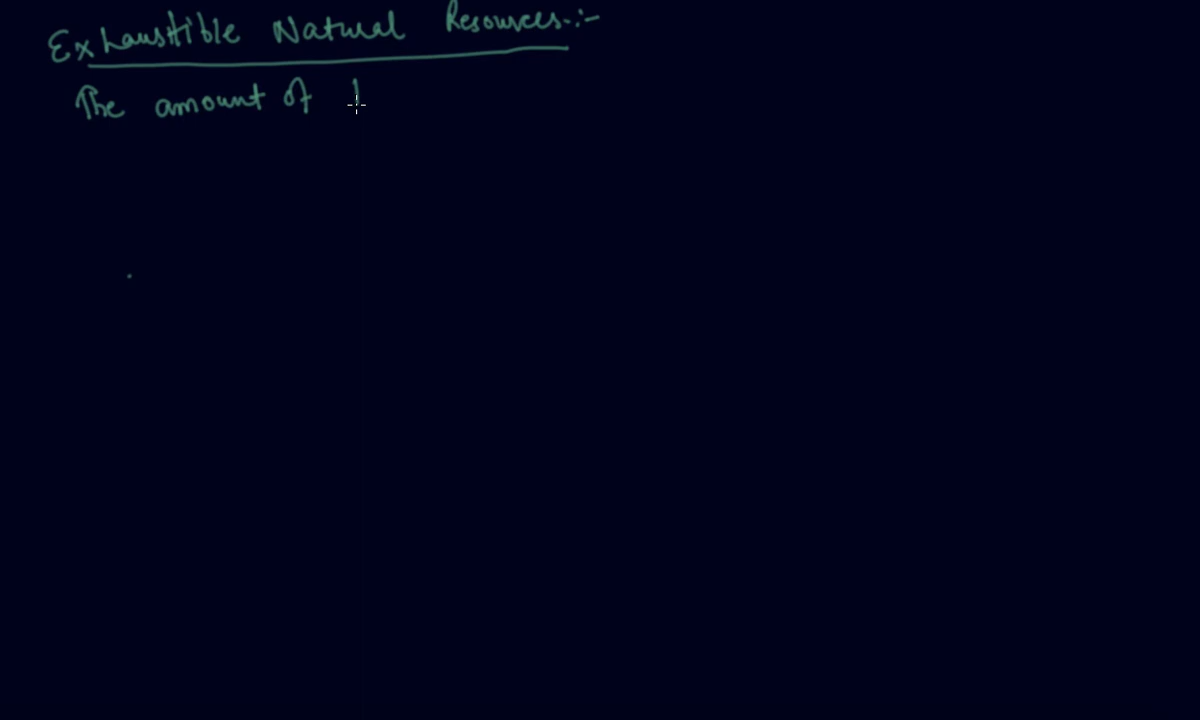 Exhaustible Natural Resources :-
The amount of